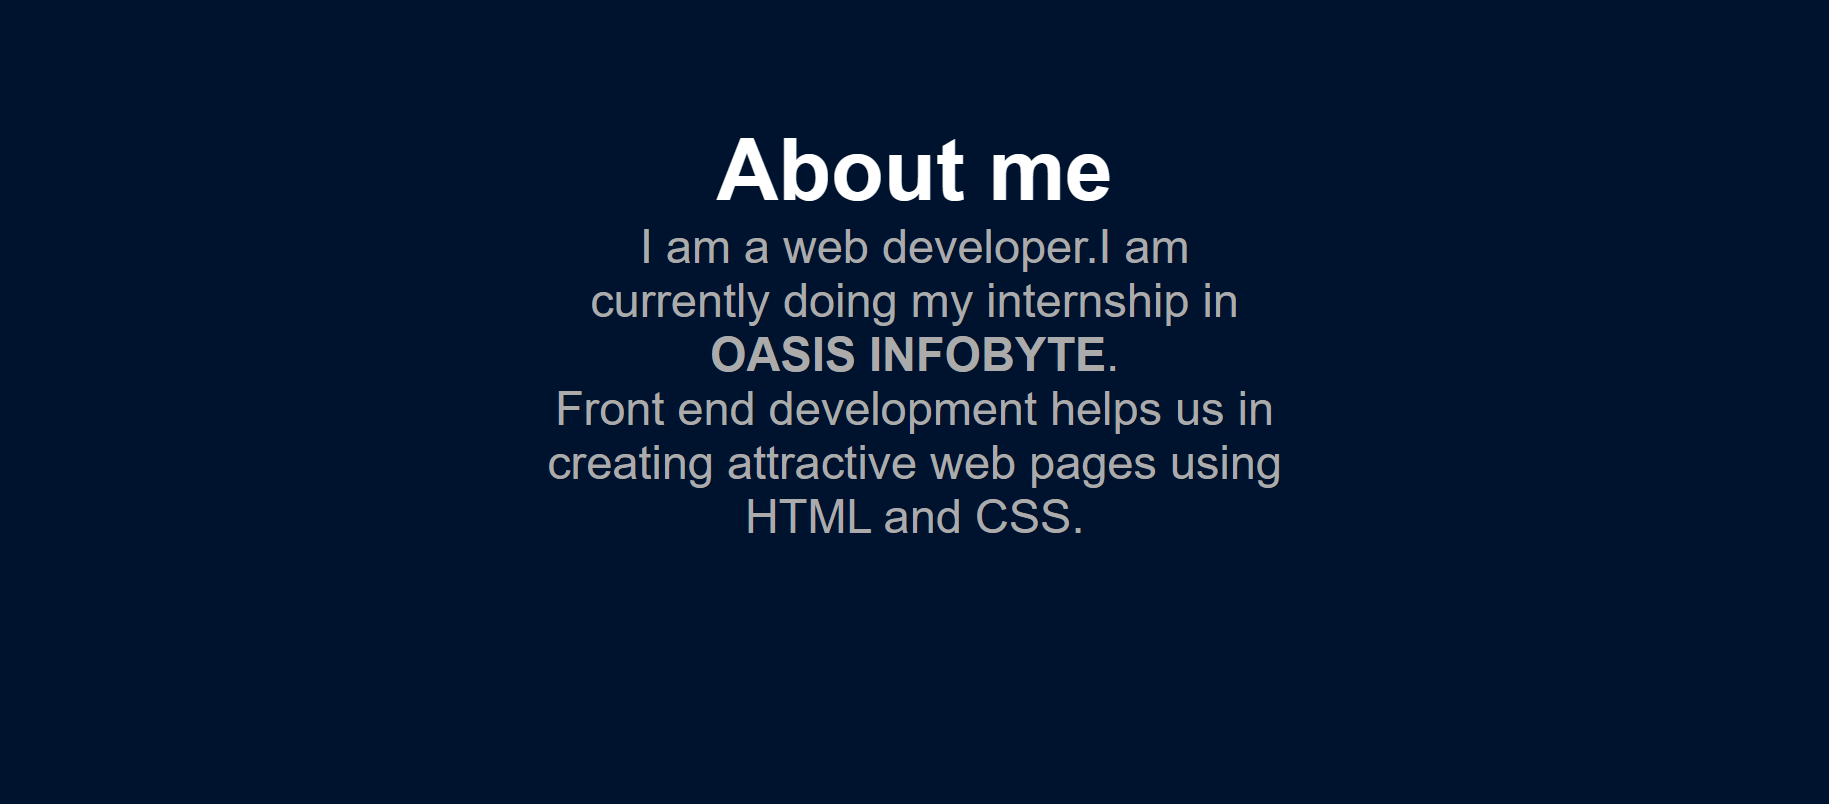 About me
I am a web developer.I am
currently doing my internship in
OASIS INFOBYTE.
Front end development helps us in
creating attractive web pages using
HTML and CSS.